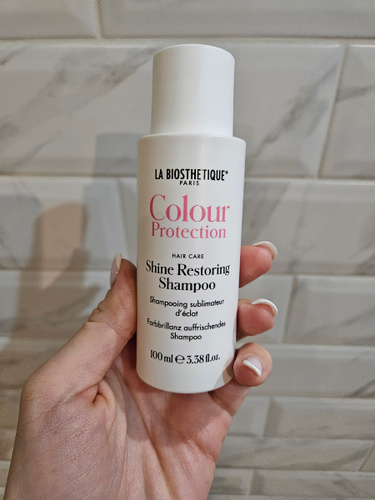 LA BIOSTHETIQUE®
PARIS
Colour
Protection
HAIR CARE
Shine Restoring
Shampoo
Shampooing sublimateur
d'éclat
Farbbrillanz auffrischendes
Shampoo
100 ml ℮ 3.38 fl.oz.